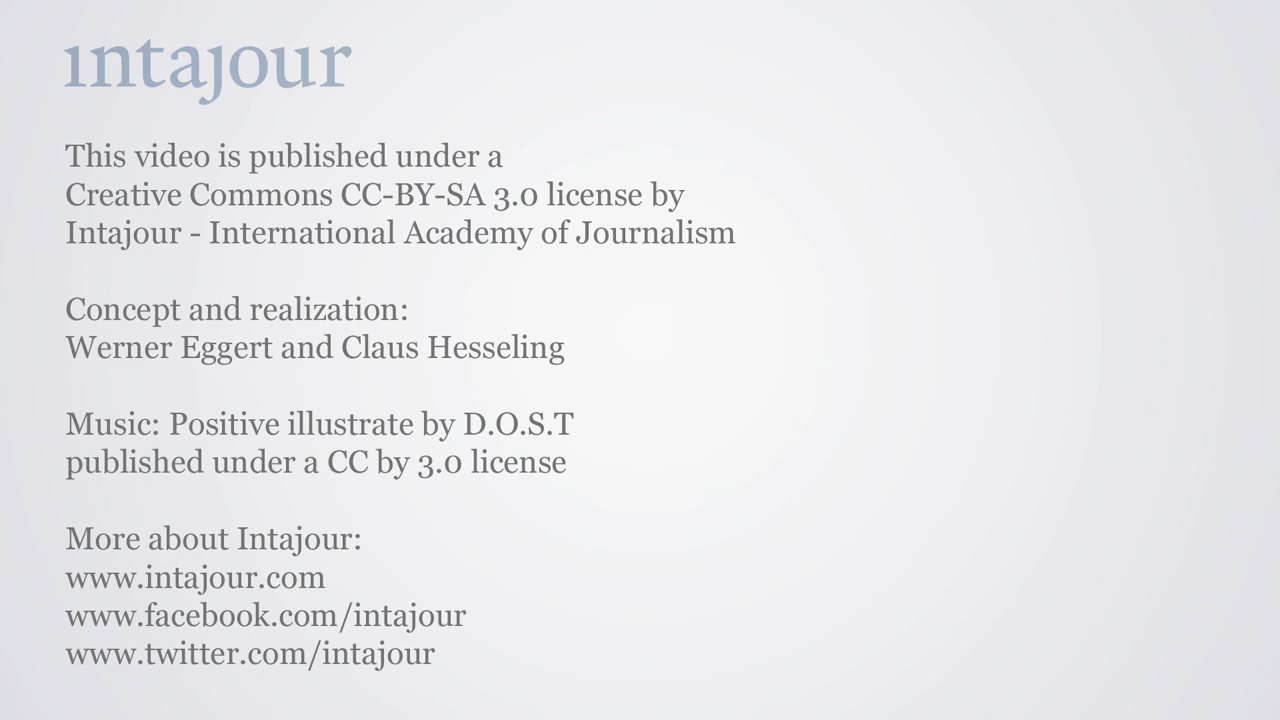 intajour
This video is published under a
Creative Commons CC-BY-SA 3.0 license by
Intajour - International Academy of Journalism
Concept and realization:
Werner Eggert and Claus Hesseling
Music: Positive illustrate by D.O.S.T
published under a CC by 3.0 license
More about Intajour:
www.intajour.com
www.facebook.com/intajour
www.twitter.com/intajour